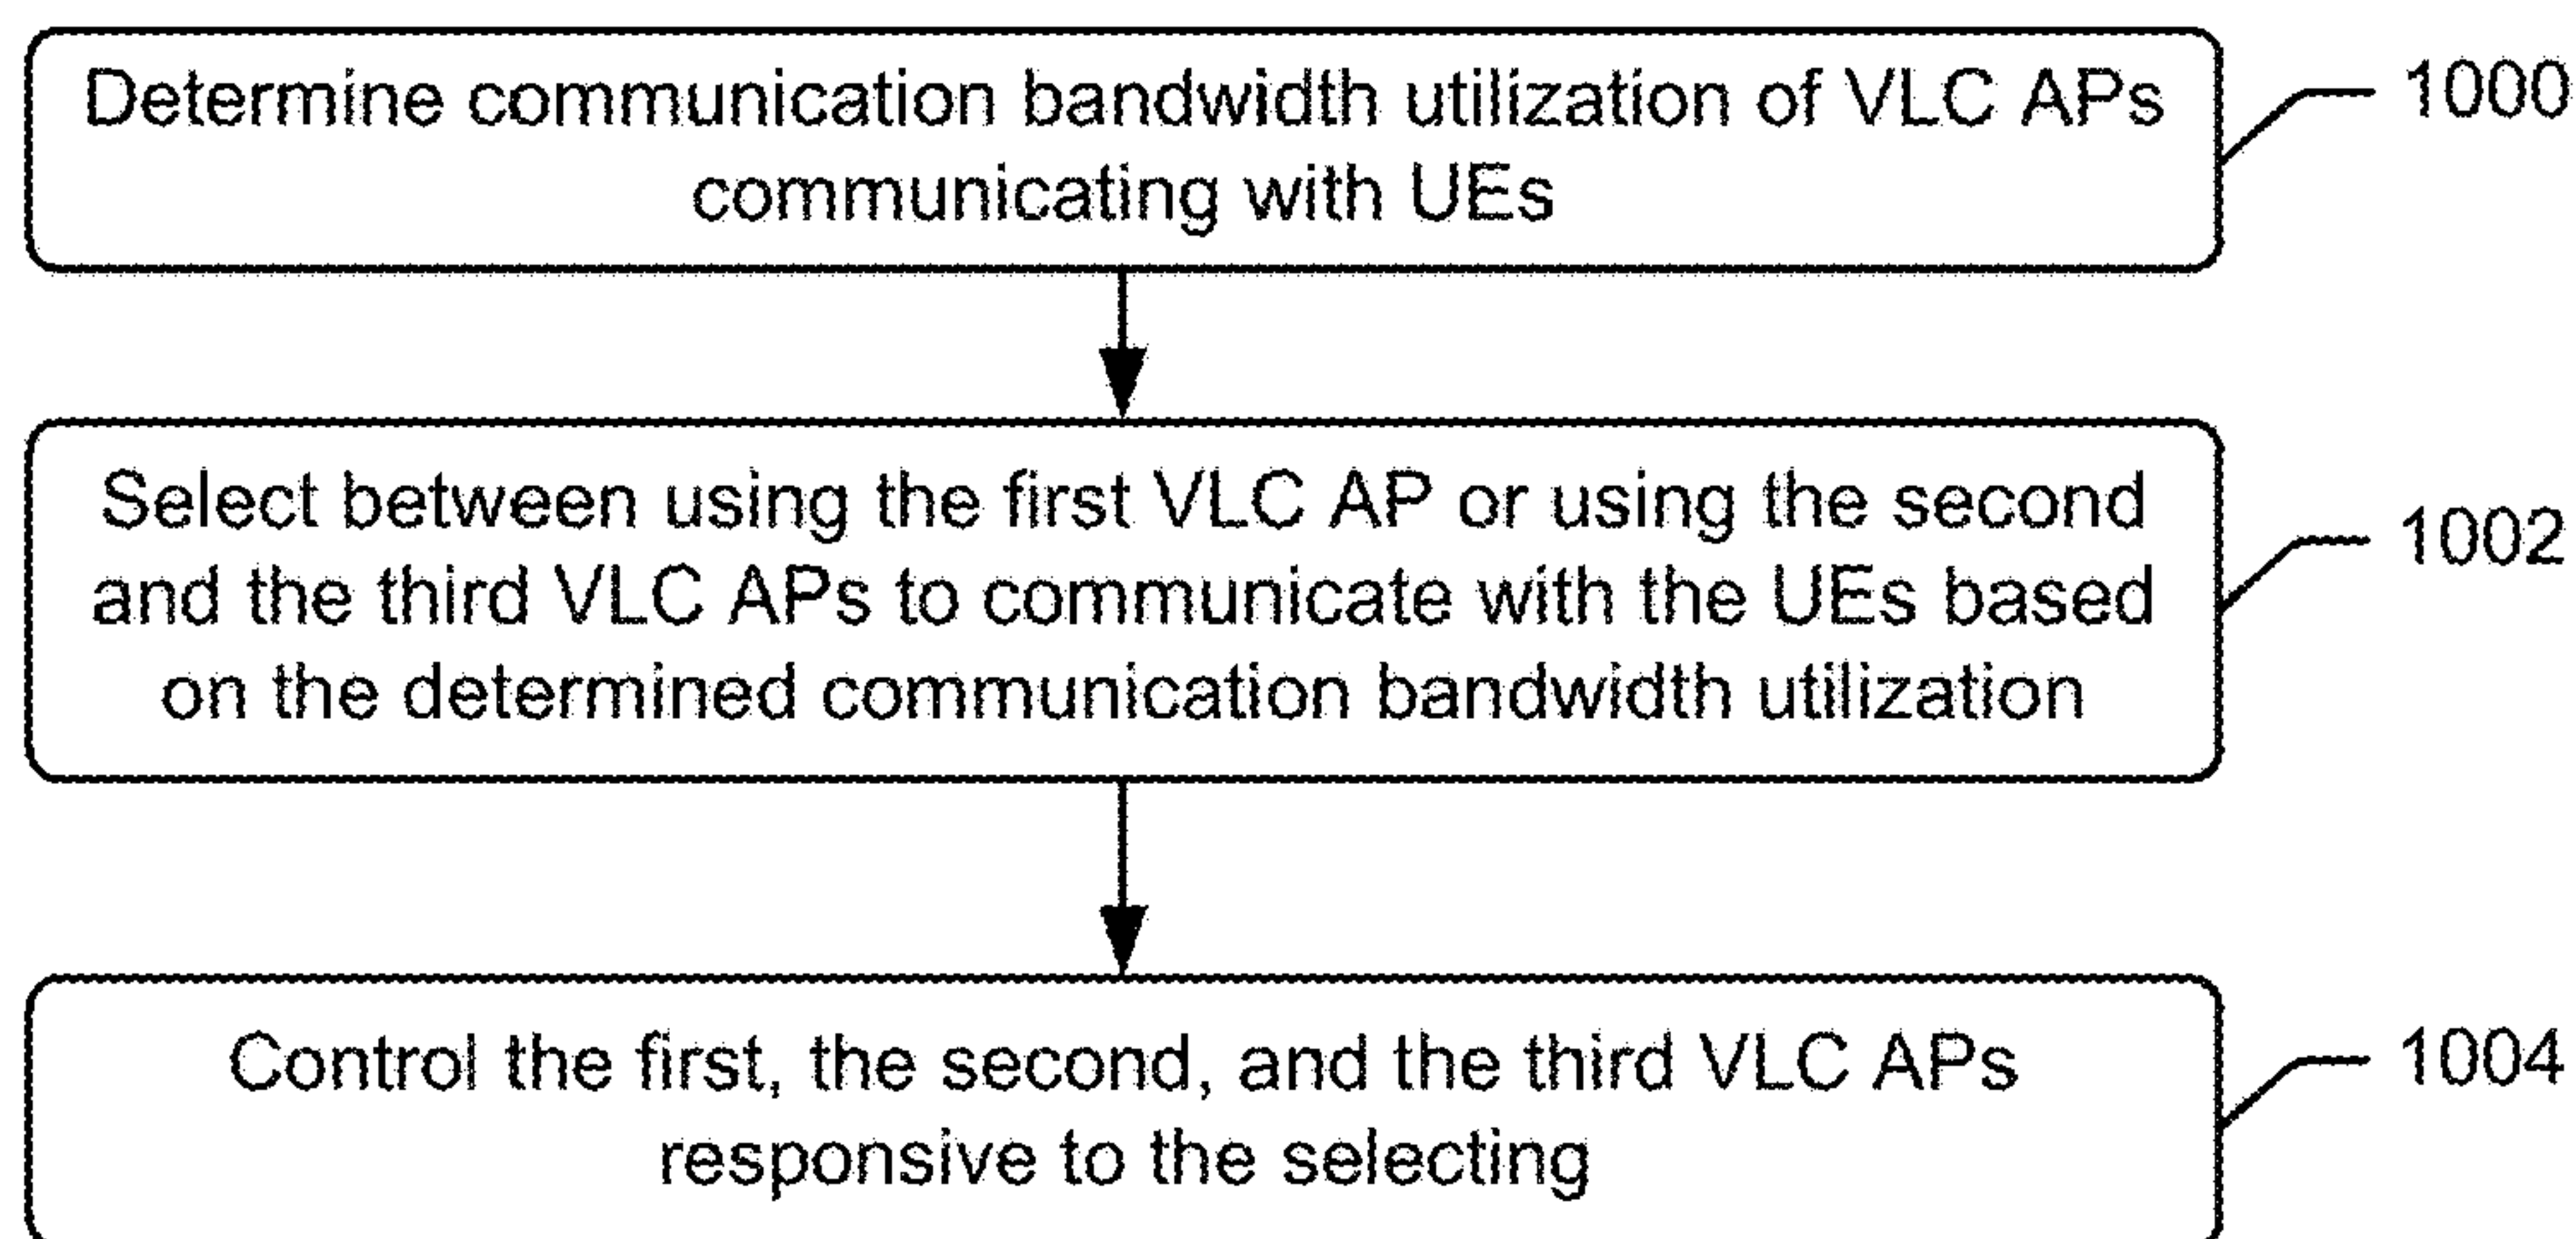 Determine communication bandwidth utilization of VLC APs
communicating with UEs
1000
Select between using the first VLC AP or using the second
and the third VLC APs to communicate with the UEs based
on the determined communication bandwidth utilization
1002
Control the first, the second, and the third VLC APs
responsive to the selecting
1004